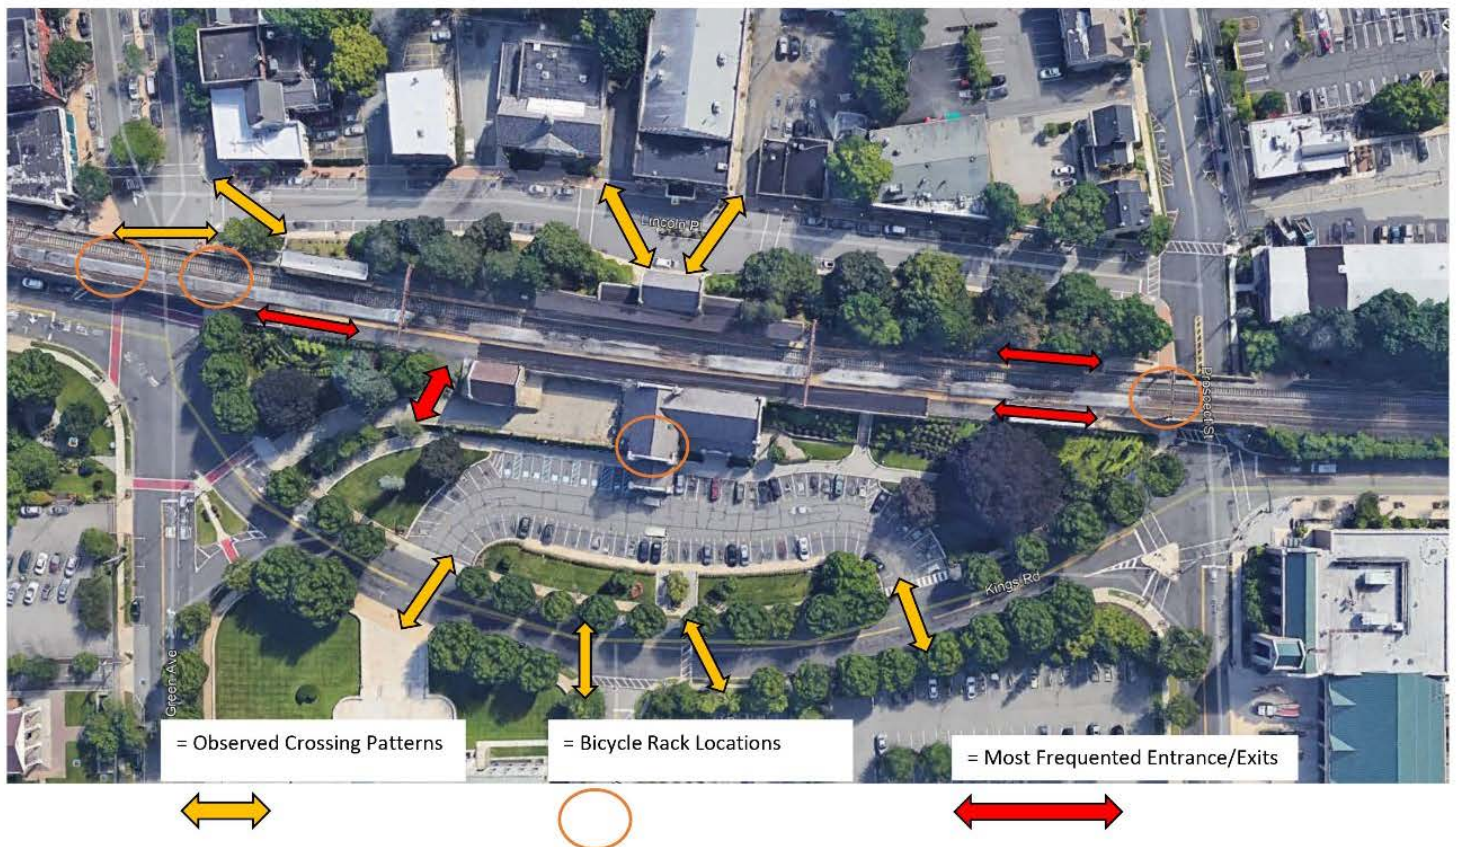 Lincoln Pl
Prospect St
Kings Rd
Green Ave
= Observed Crossing Patterns
= Bicycle Rack Locations
= Most Frequented Entrance/Exits